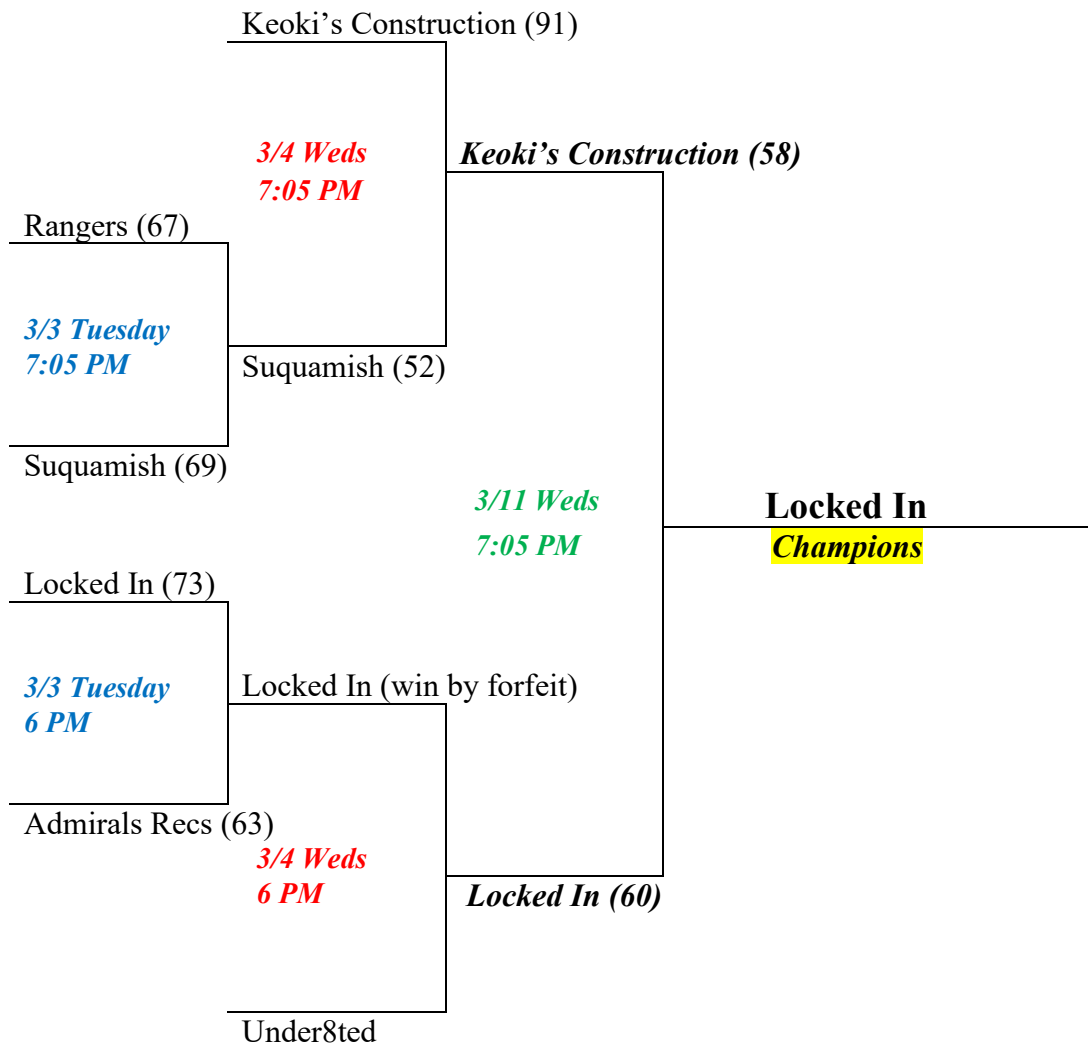 Keoki’s Construction (91)
3/4 Weds
7:05 PM
Keoki’s Construction (58)
Rangers (67)
3/3 Tuesday
7:05 PM
Suquamish (52)
Suquamish (69)
3/11 Weds
7:05 PM
Locked In
Champions
Locked In (73)
3/3 Tuesday
6 PM
Locked In (win by forfeit)
Admirals Recs (63)
3/4 Weds
6 PM
Locked In (60)
Under8ted